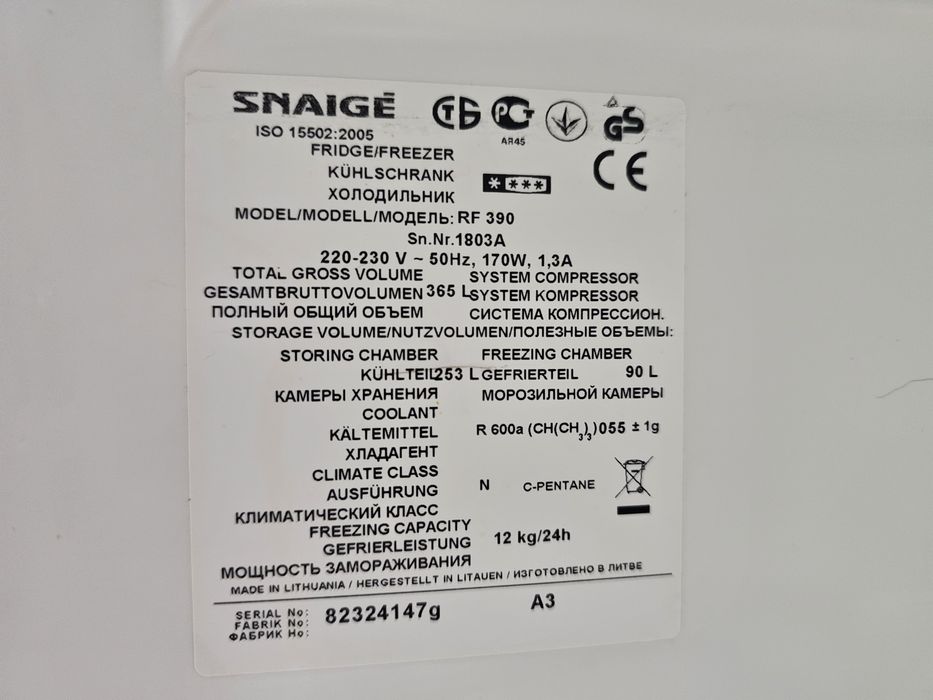 SNAIGĖ
ISO 15502:2005
AЯ45
FRIDGE/FREEZER
KÜHLSCHRANK
ХОЛОДИЛЬНИК
MODEL/MODELL/МОДЕЛЬ: RF 390
Sn.Nr.1803A
220-230 V ~ 50Hz, 170W, 1,3A
TOTAL GROSS VOLUME SYSTEM COMPRESSOR
GESAMTBRUTTOVOLUMEN 365 L SYSTEM KOMPRESSOR
ПОЛНЫЙ ОБЩИЙ ОБЪЕМ СИСТЕМА КОМПРЕССИОН.
STORAGE VOLUME/NUTZVOLUMEN/ПОЛЕЗНЫЕ ОБЪЕМЫ:
STORING CHAMBER FREEZING CHAMBER
KÜHLTEIL 253 L GEFRIERTEIL 90 L
КАМЕРЫ ХРАНЕНИЯ МОРОЗИЛЬНОЙ КАМЕРЫ
COOLANT
KÄLTEMITTEL R 600a (CH(CH3)3)055 ± 1g
ХЛАДАГЕНТ
CLIMATE CLASS
AUSFÜHRUNG N C-PENTANE
КЛИМАТИЧЕСКИЙ КЛАСС
FREEZING CAPACITY
GEFRIERLEISTUNG 12 kg/24h
МОЩНОСТЬ ЗАМОРАЖИВАНИЯ
MADE IN LITHUANIA / HERGESTELLT IN LITAUEN / ИЗГОТОВЛЕНО В ЛИТВЕ
SERIAL No:
FABRIK No: 82324147g A3
ФАБРИК Но: